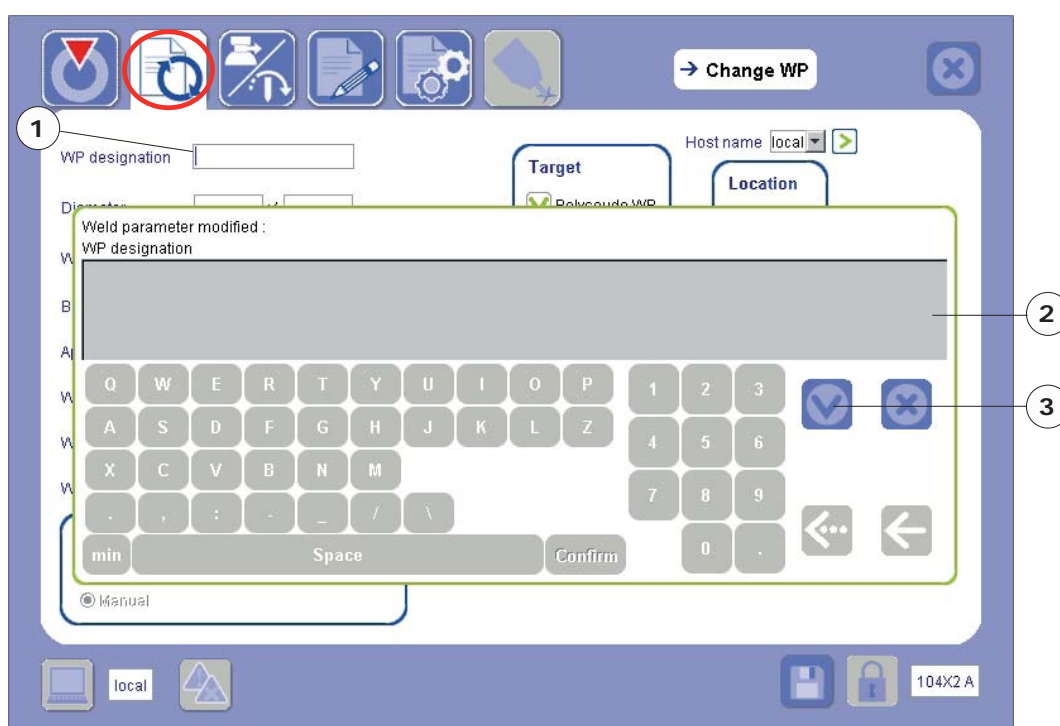 → Change WP
1
WP designation
Host name local
Target
Location
Weld parameter modified :
WP designation
2
Q W E R T Y U I O P 1 2 3
3
A S D F G H J K L Z 4 5 6
X C V B N M
7 8 9
. , : - _ / \
min Space Confirm 0 .
Manual
local
104X2 A